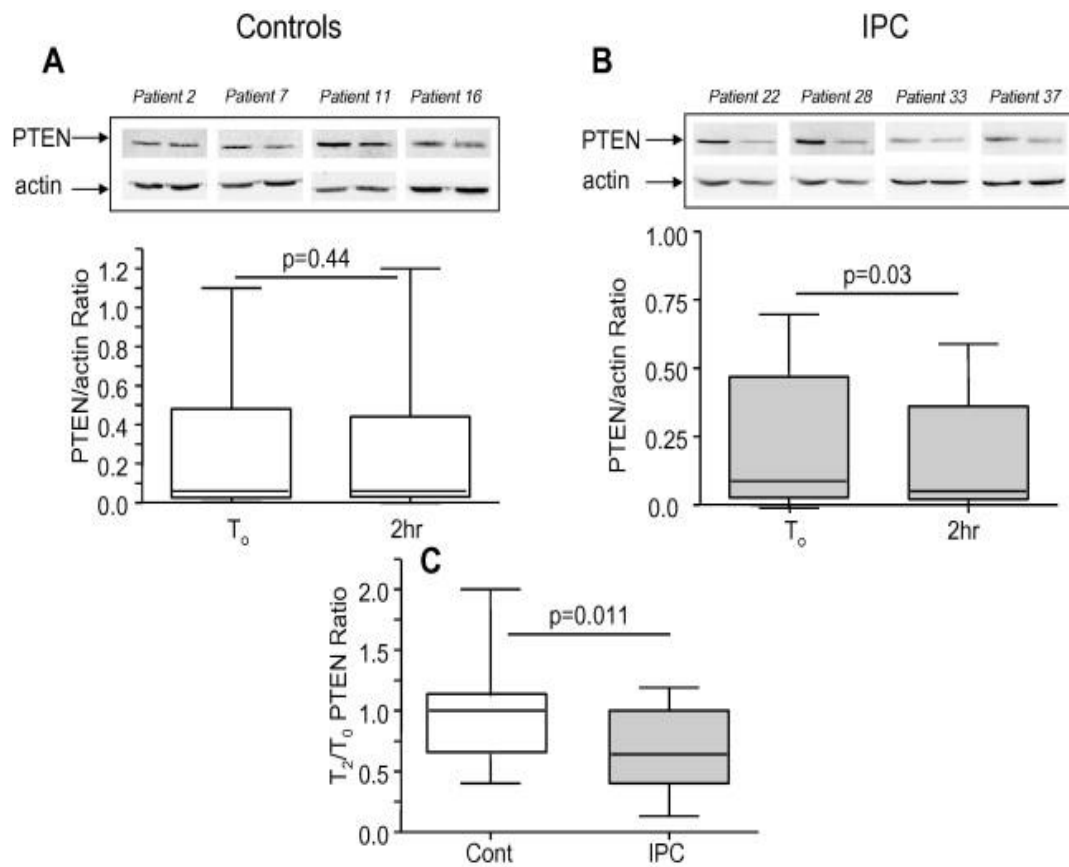 Controls
IPC
A
Patient 2 Patient 7 Patient 11 Patient 16
PTEN
actin
B
Patient 22 Patient 28 Patient 33 Patient 37
PTEN
actin
PTEN/actin Ratio
1.2
1.0
0.8
0.6
0.4
0.2
0.0
p=0.44
T₀ 2hr
PTEN/actin Ratio
1.00
0.75
0.50
0.25
0.00
p=0.03
T₀ 2hr
C
T₂/T₀ PTEN Ratio
2.0
1.5
1.0
0.5
0.0
p=0.011
Cont IPC